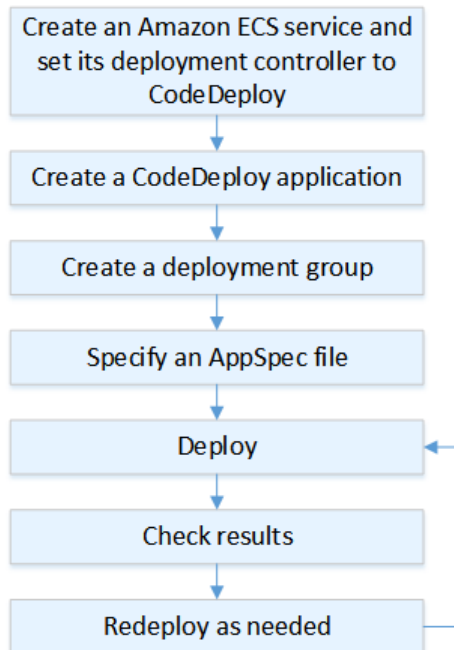 Create an Amazon ECS service and
set its deployment controller to
CodeDeploy
Create a CodeDeploy application
Create a deployment group
Specify an AppSpec file
Deploy
Check results
Redeploy as needed